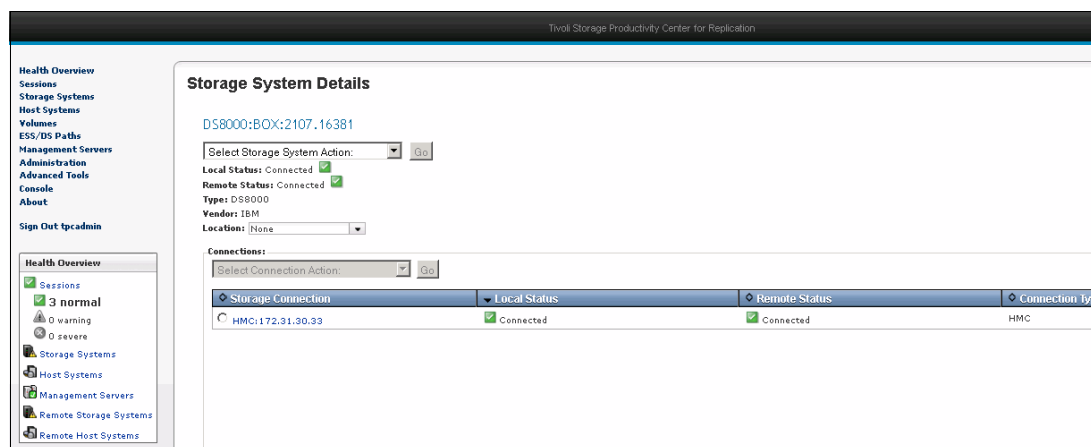 Tivoli Storage Productivity Center for Replication
Health Overview
Sessions
Storage Systems
Host Systems
Volumes
ESS/DS Paths
Management Servers
Administration
Advanced Tools
Console
About
Sign Out tpcadmin
Health Overview
Sessions
3 normal
0 warning
0 severe
Storage Systems
Host Systems
Management Servers
Remote Storage Systems
Remote Host Systems
Storage System Details
DS8000:BOX:2107.16381
Select Storage System Action: Go
Local Status: Connected
Remote Status: Connected
Type: DS8000
Vendor: IBM
Location: None
Connections:
Select Connection Action: Go
Storage Connection Local Status Remote Status Connection Ty
HMC:172.31.30.33 Connected Connected HMC